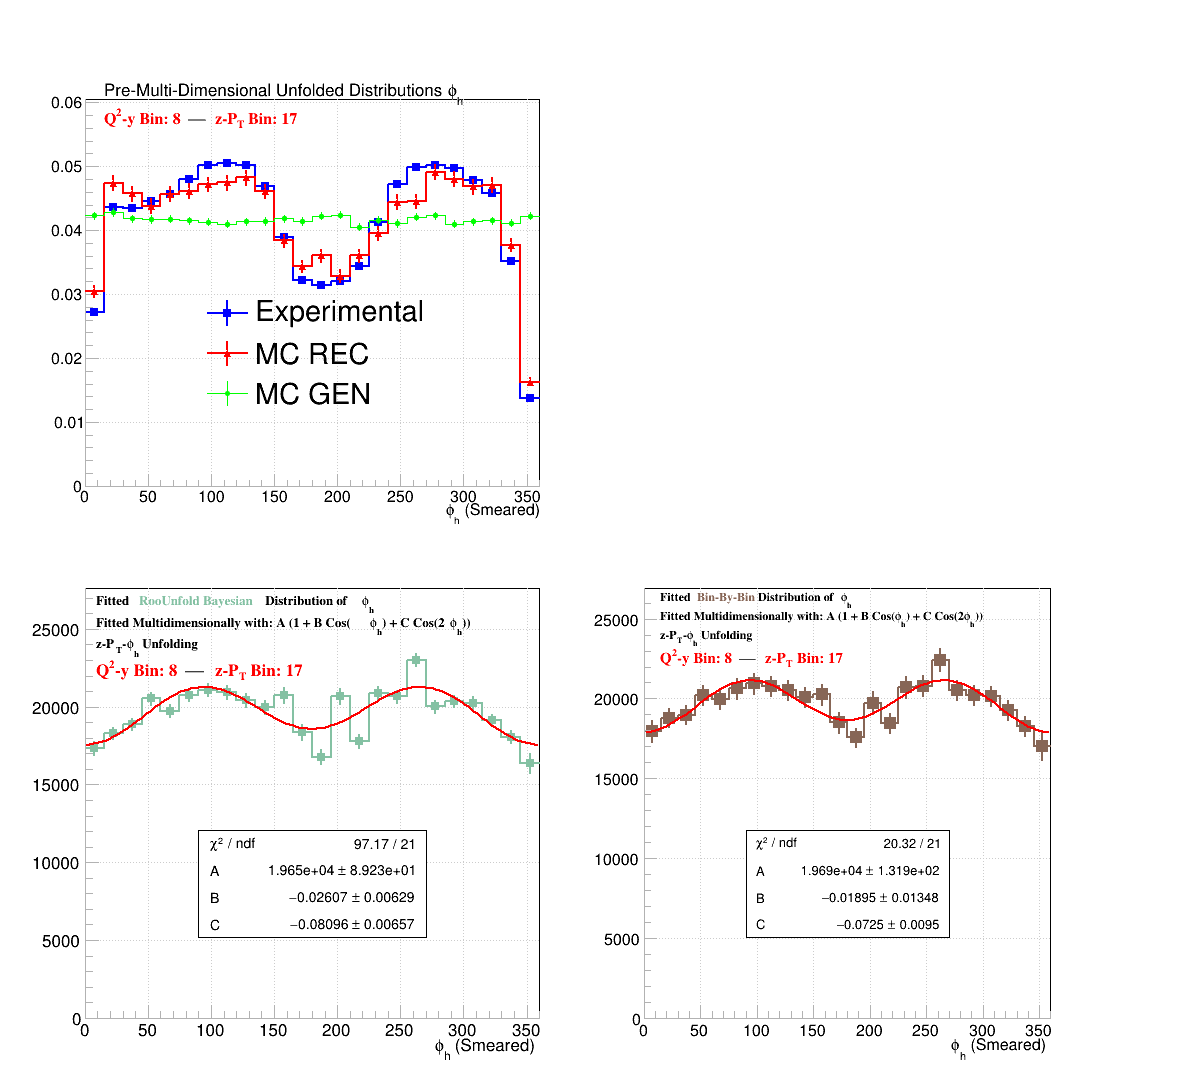 Pre-Multi-Dimensional Unfolded Distributions ϕh
Q2-y Bin: 8 — z-PT Bin: 17
0.06
0.05
0.04
0.03
0.02
0.01
0
Experimental
MC REC
MC GEN
0 50 100 150 200 250 300 350
ϕh (Smeared)
Fitted RooUnfold Bayesian Distribution of ϕh
Fitted Multidimensionally with: A (1 + B Cos( ϕh) + C Cos(2 ϕh))
z-PT-ϕh Unfolding
Q2-y Bin: 8 — z-PT Bin: 17
25000
20000
15000
10000
5000
0
χ2 / ndf 97.17 / 21
A 1.965e+04 ± 8.923e+01
B −0.02607 ± 0.00629
C −0.08096 ± 0.00657
0 50 100 150 200 250 300 350
ϕh (Smeared)
Fitted Bin-By-Bin Distribution of ϕh
Fitted Multidimensionally with: A (1 + B Cos(ϕh) + C Cos(2ϕh))
z-PT-ϕh Unfolding
Q2-y Bin: 8 — z-PT Bin: 17
25000
20000
15000
10000
5000
0
χ2 / ndf 20.32 / 21
A 1.969e+04 ± 1.319e+02
B −0.01895 ± 0.01348
C −0.0725 ± 0.0095
0 50 100 150 200 250 300 350
ϕh (Smeared)